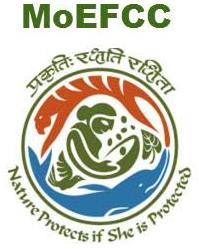 MoEFCC
प्रकृतिः रक्षति रक्षिता
Nature Protects if She is Protected